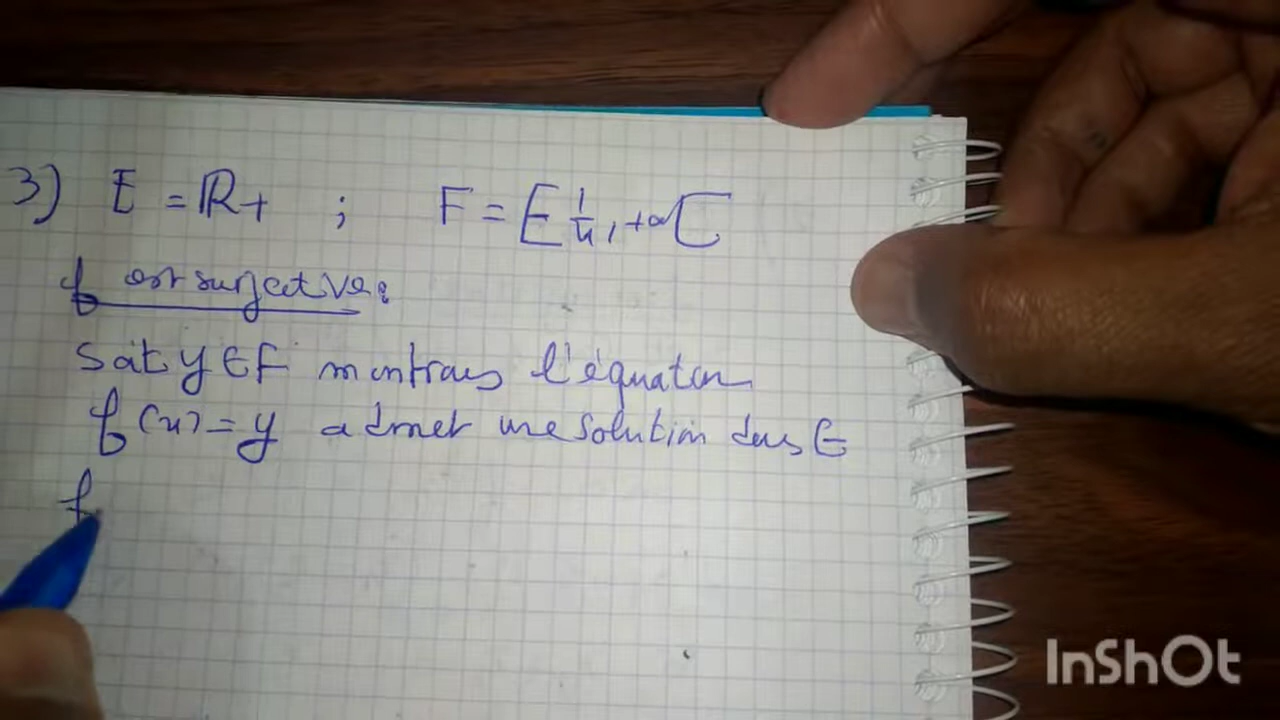 3) E = ℝ+ ; F = [1/4, +∞[
f est surjective :
Soit y ∈ F montrons l'équation
f(x) = y admet une solution dans E
f
InShOt